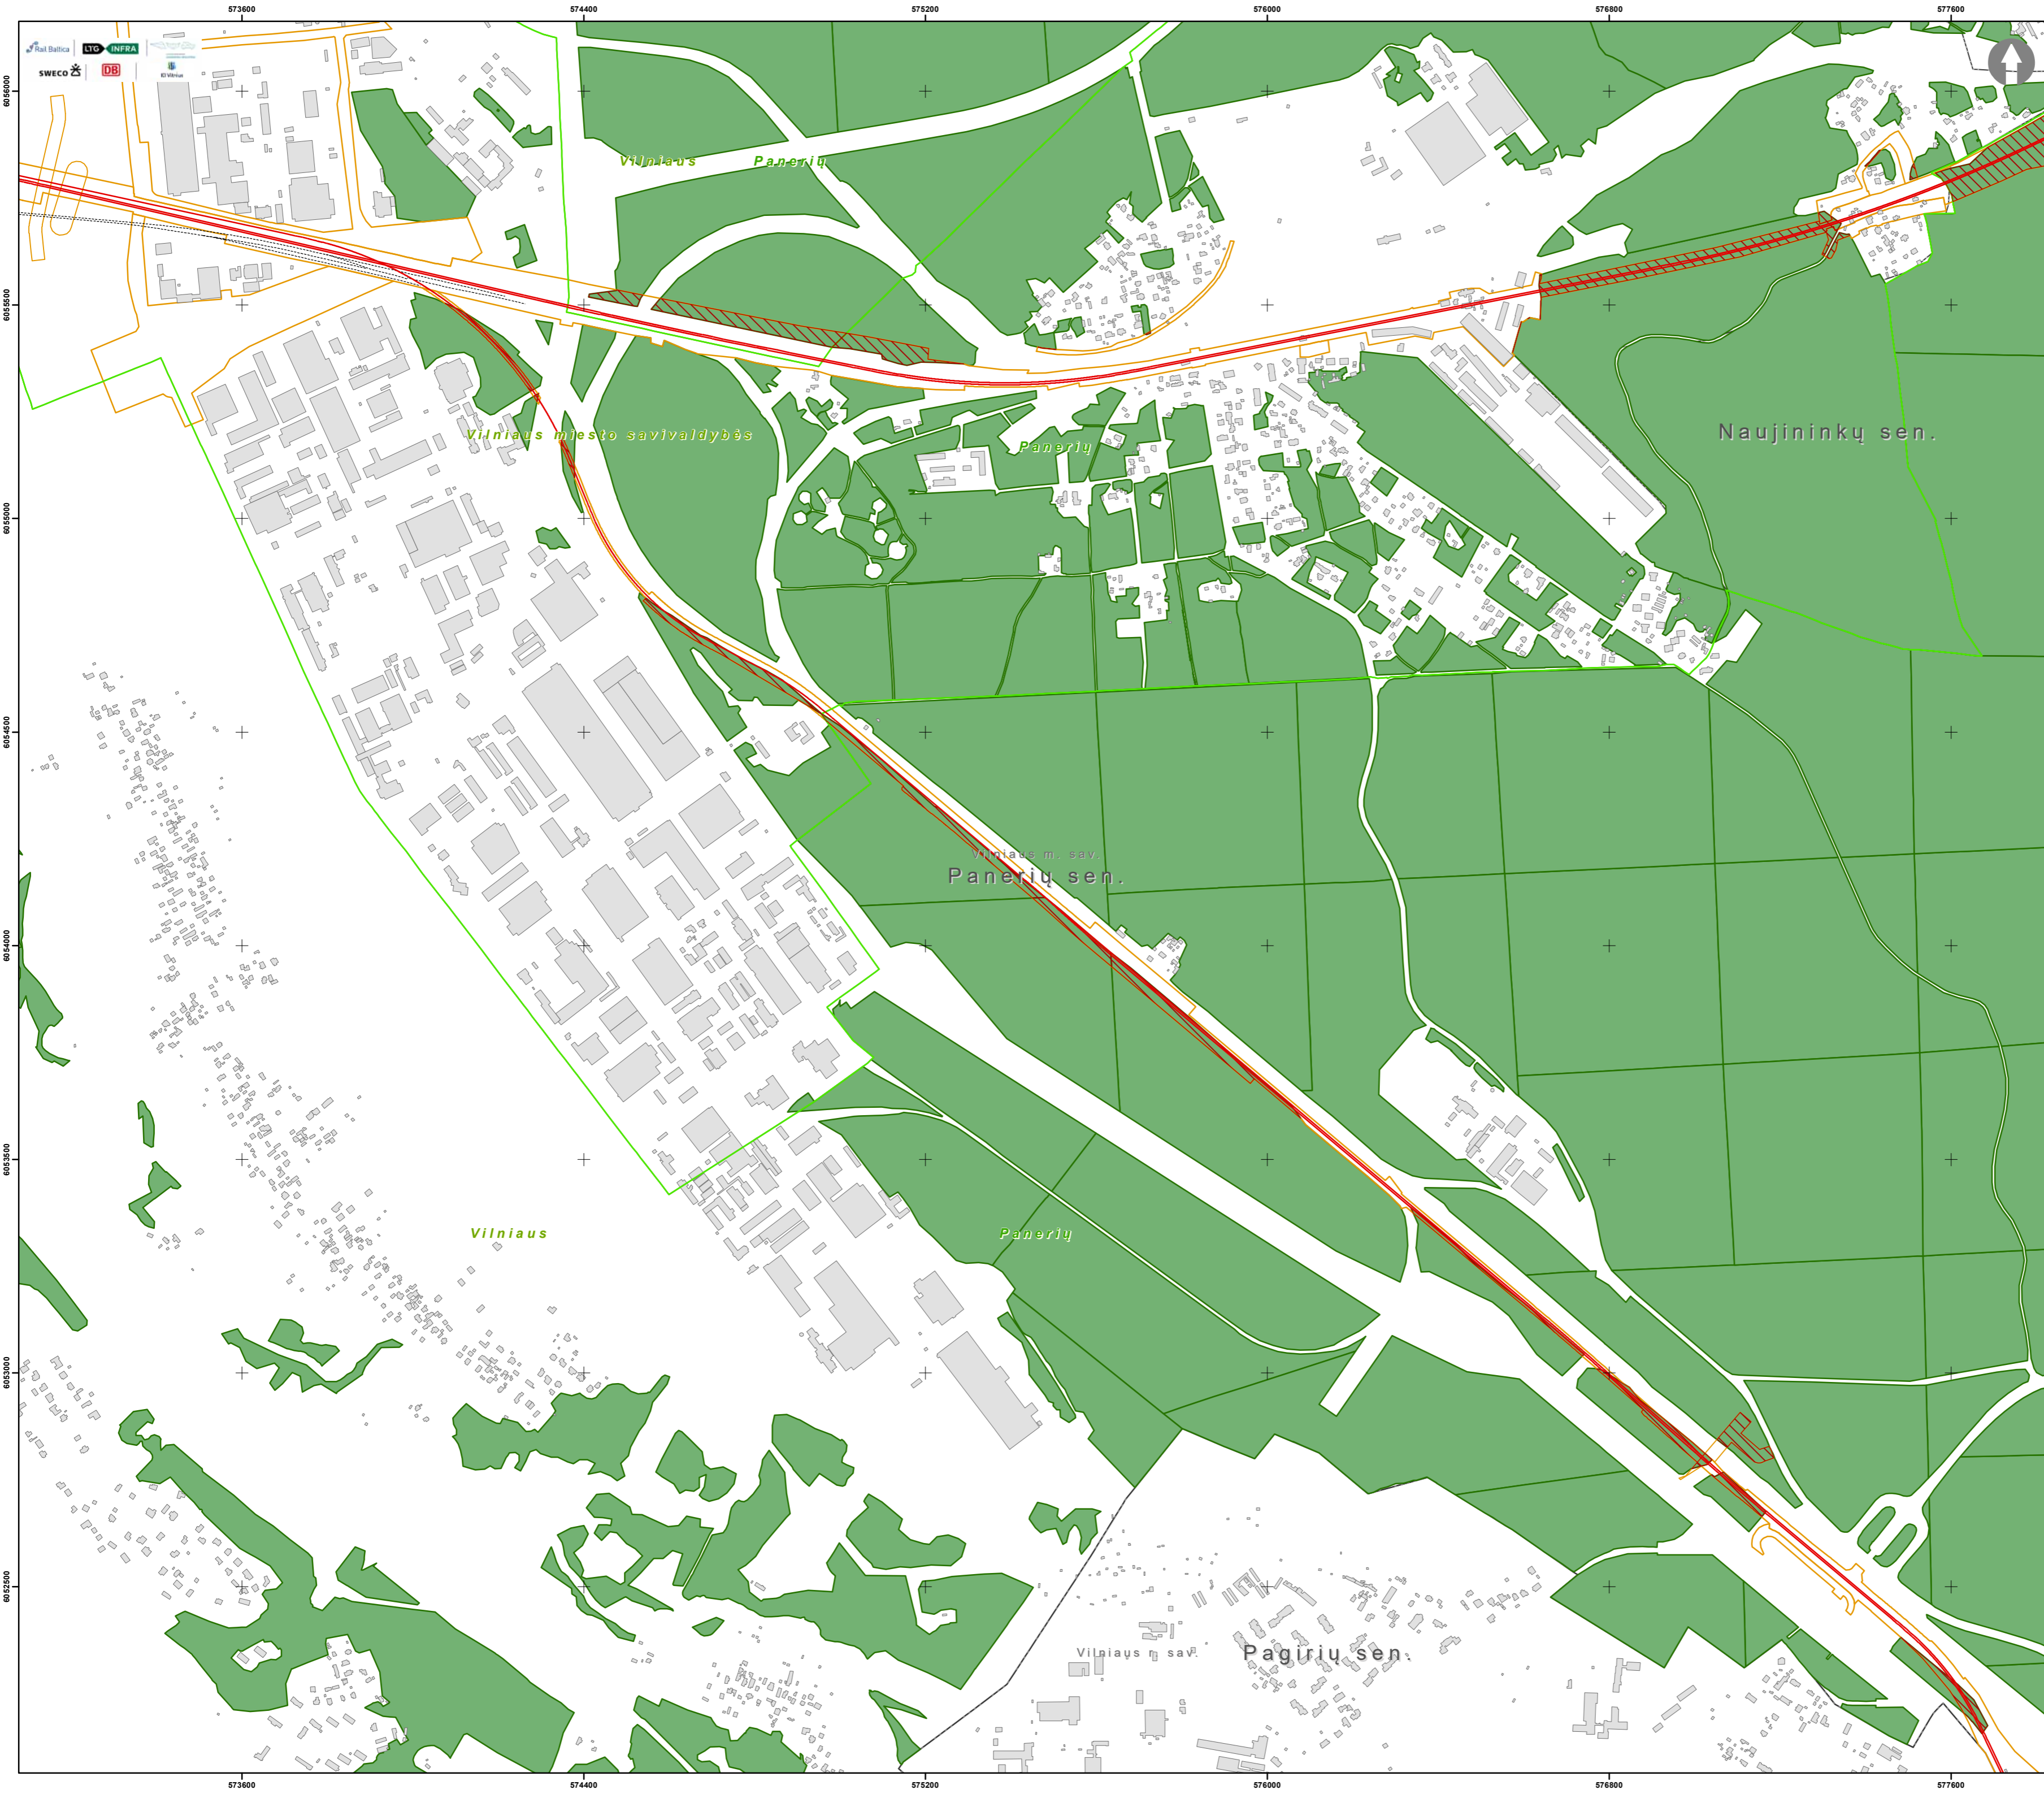 573600 574400 575200 576000 576800 577600
Rail Baltica LTG INFRA
SWECO DB ID Vilnius
6056000
6055500
6055000
6054500
6054000
6053500
6053000
6052500
Vilniaus Panerių
Vilniaus miesto savivaldybės
Panerių
Naujininkų sen.
Vilniaus m. sav.
Panerių sen.
Vilniaus
Panerių
Vilniaus r. sav.
Pagirių sen.
573600 574400 575200 576000 576800 577600